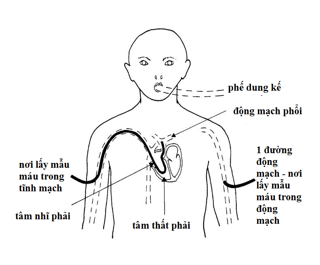 phế dung kế
động mạch phổi
nơi lấy mẫu
máu trong
tĩnh mạch
1 đường
động
mạch - nơi
lấy mẫu
máu trong
động
mạch
tâm nhĩ phải
tâm thất phải